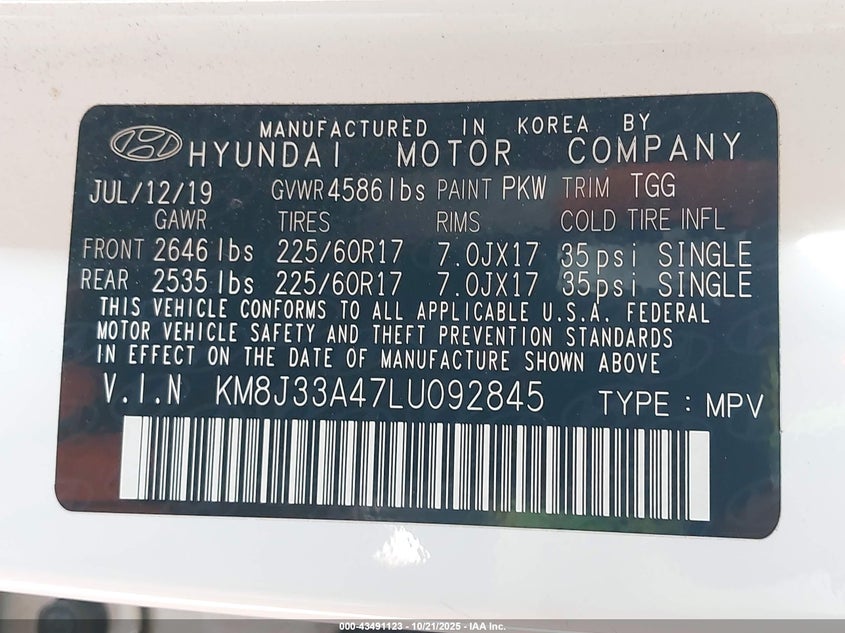 MANUFACTURED IN KOREA BY
HYUNDAI MOTOR COMPANY
JUL/12/19 GVWR 4586lbs PAINT PKW TRIM TGG
GAWR TIRES RIMS COLD TIRE INFL
FRONT 2646 lbs 225/60R17 7.0JX17 35psi SINGLE
REAR 2535 lbs 225/60R17 7.0JX17 35psi SINGLE
THIS VEHICLE CONFORMS TO ALL APPLICABLE U.S.A. FEDERAL
MOTOR VEHICLE SAFETY AND THEFT PREVENTION STANDARDS
IN EFFECT ON THE DATE OF MANUFACTURE SHOWN ABOVE
V.I.N KM8J33A47LU092845 TYPE : MPV
000-43491123 - 10/21/2025 - IAA Inc.